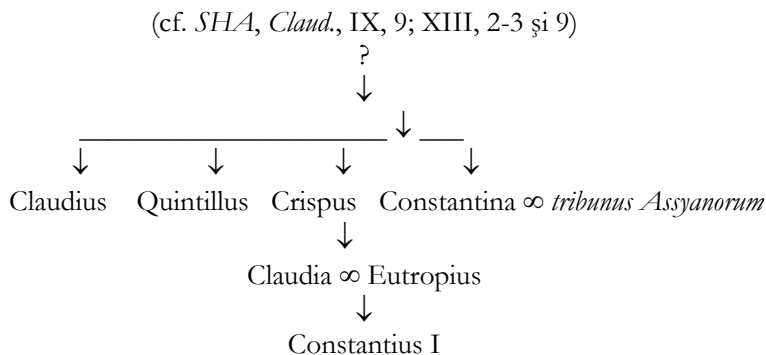 (cf. SHA, Claud., IX, 9; XIII, 2-3 şi 9)
?
↓
↓
↓ ↓ ↓ ↓
Claudius Quintillus Crispus Constantina ∞ tribunus Assyanorum
↓
Claudia ∞ Eutropius
↓
Constantius I